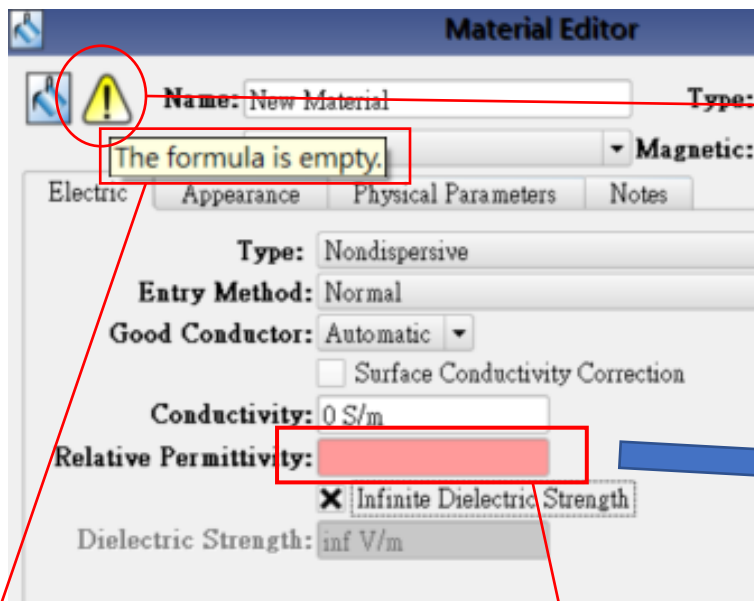 Material Editor
Name: New Material Type:
The formula is empty. Magnetic:
Electric Appearance Physical Parameters Notes
Type: Nondispersive
Entry Method: Normal
Good Conductor: Automatic
Surface Conductivity Correction
Conductivity: 0 S/m
Relative Permittivity:
Infinite Dielectric Strength
Dielectric Strength: inf V/m